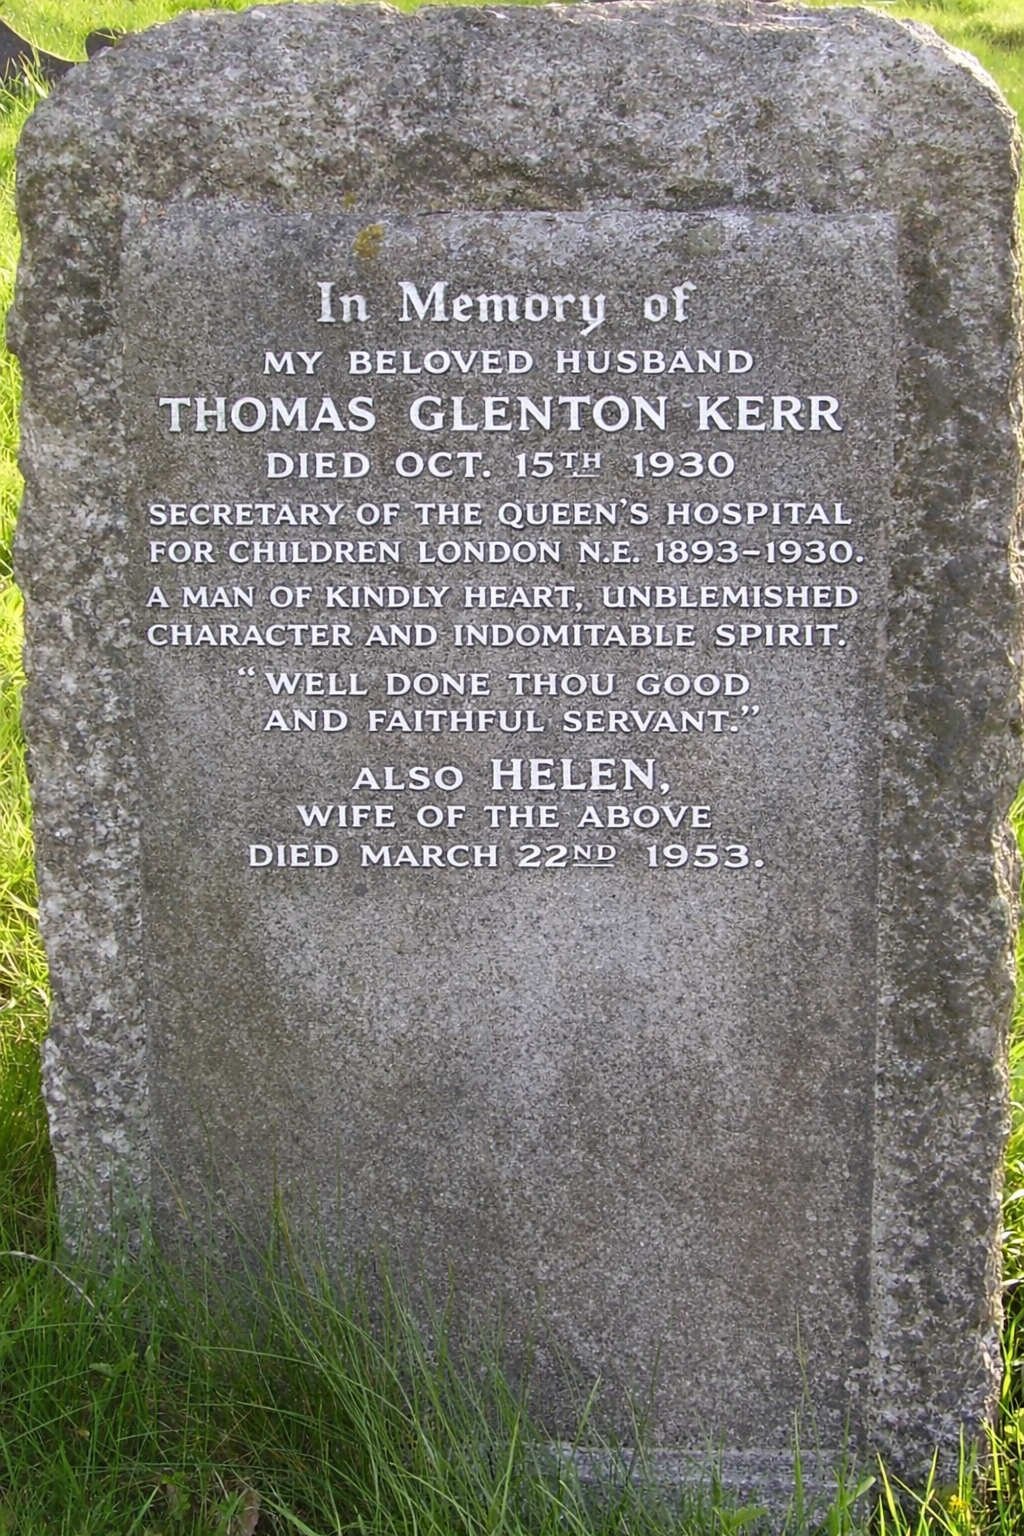 In Memory of
MY BELOVED HUSBAND
THOMAS GLENTON KERR
DIED OCT. 15TH 1930
SECRETARY OF THE QUEEN'S HOSPITAL
FOR CHILDREN LONDON N.E. 1893–1930.
A MAN OF KINDLY HEART, UNBLEMISHED
CHARACTER AND INDOMITABLE SPIRIT.
“WELL DONE THOU GOOD
AND FAITHFUL SERVANT.”
ALSO HELEN,
WIFE OF THE ABOVE
DIED MARCH 22ND 1953.